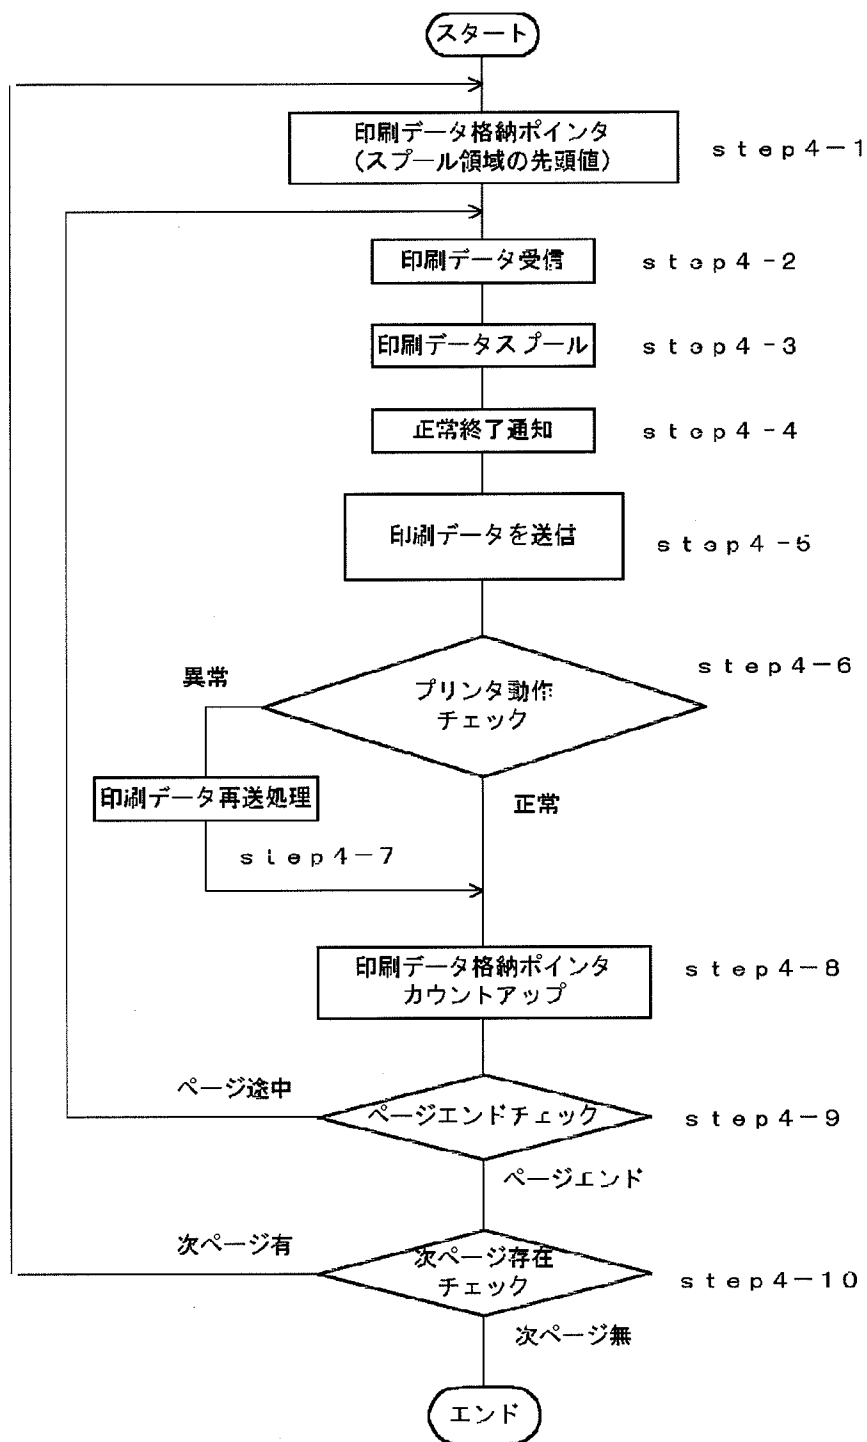 スタート
印刷データ格納ポインタ
（スプール領域の先頭値）
step4-1
印刷データ受信
step4-2
印刷データスプール
step4-3
正常終了通知
step4-4
印刷データを送信
step4-5
step4-6
異常
プリンタ動作
チェック
印刷データ再送処理
正常
step4-7
印刷データ格納ポインタ
カウントアップ
step4-8
ページ途中
ページエンドチェック
step4-9
ページエンド
次ページ有
次ページ存在
チェック
step4-10
次ページ無
エンド